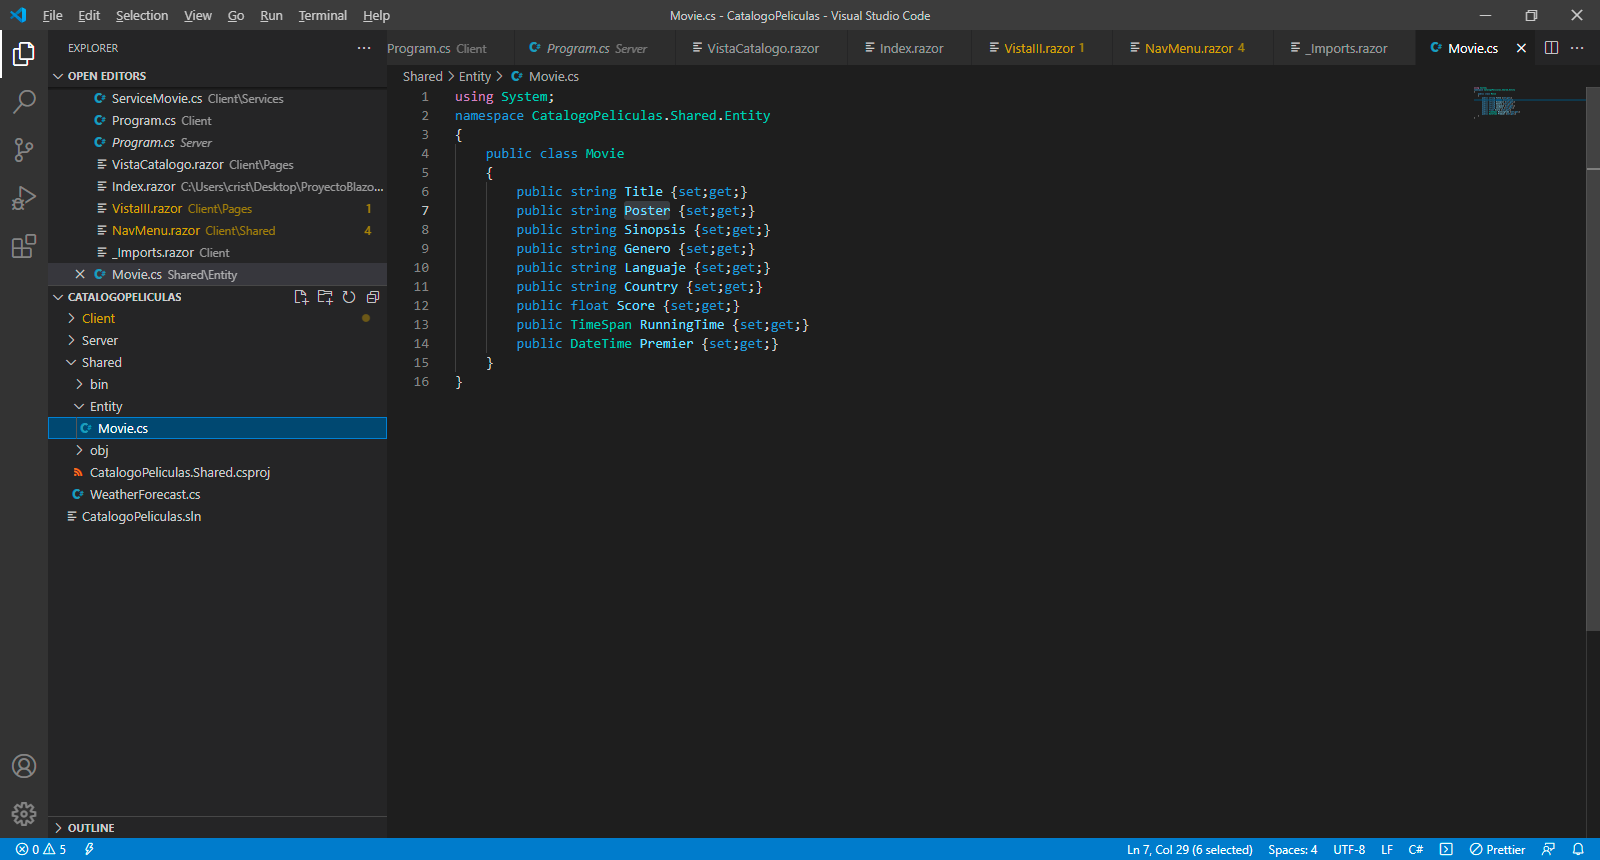 File Edit Selection View Go Run Terminal Help
Movie.cs - CatalogoPeliculas - Visual Studio Code
EXPLORER
OPEN EDITORS
ServiceMovie.cs Client\Services
Program.cs Client
Program.cs Server
VistaCatalogo.razor Client\Pages
Index.razor C:\Users\crist\Desktop\ProyectoBlazo...
VistaIII.razor Client\Pages 1
NavMenu.razor Client\Shared 4
_Imports.razor Client
Movie.cs Shared\Entity
CATALOGOPELICULAS
Client
Server
Shared
bin
Entity
Movie.cs
obj
CatalogoPeliculas.Shared.csproj
WeatherForecast.cs
CatalogoPeliculas.sln
OUTLINE
Program.cs Client
Program.cs Server
VistaCatalogo.razor
Index.razor
VistaIII.razor 1
NavMenu.razor 4
_Imports.razor
Movie.cs
Shared > Entity > Movie.cs
1 using System;
2 namespace CatalogoPeliculas.Shared.Entity
3 {
4 public class Movie
5 {
6 public string Title {set;get;}
7 public string Poster {set;get;}
8 public string Sinopsis {set;get;}
9 public string Genero {set;get;}
10 public string Languaje {set;get;}
11 public string Country {set;get;}
12 public float Score {set;get;}
13 public TimeSpan RunningTime {set;get;}
14 public DateTime Premier {set;get;}
15 }
16 }
0 5
Ln 7, Col 29 (6 selected) Spaces: 4 UTF-8 LF C# Prettier